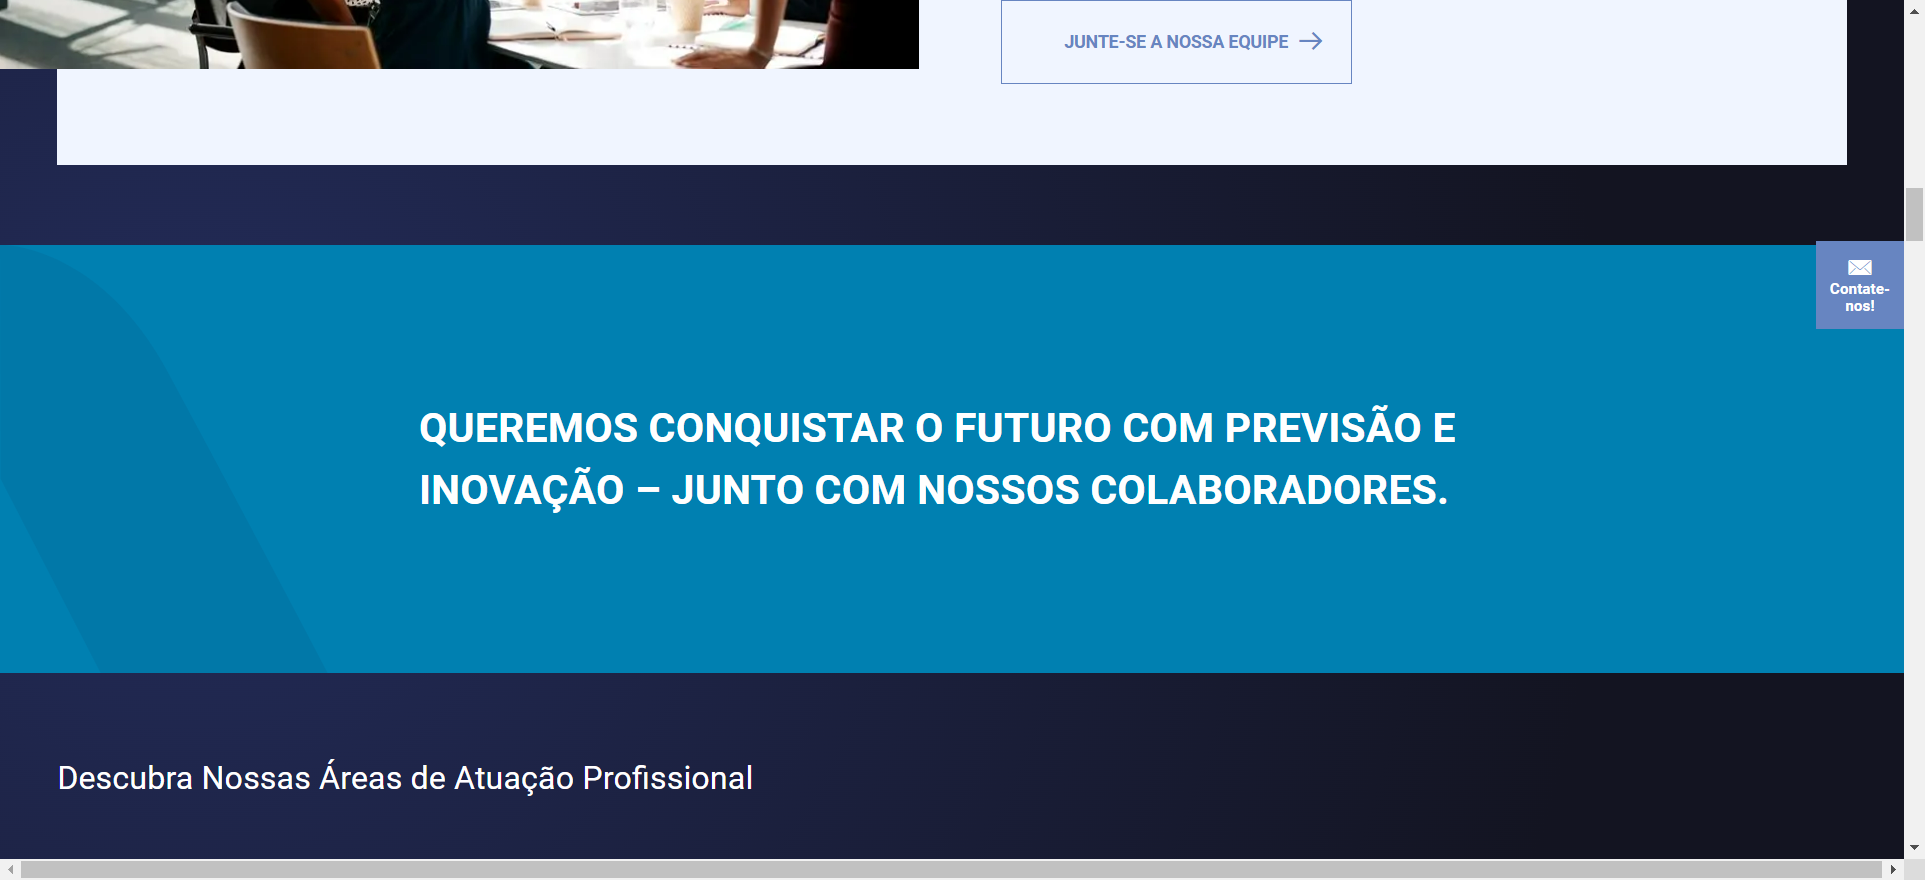 JUNTE-SE A NOSSA EQUIPE
Contate-
nos!
QUEREMOS CONQUISTAR O FUTURO COM PREVISÃO E
INOVAÇÃO – JUNTO COM NOSSOS COLABORADORES.
Descubra Nossas Áreas de Atuação Profissional